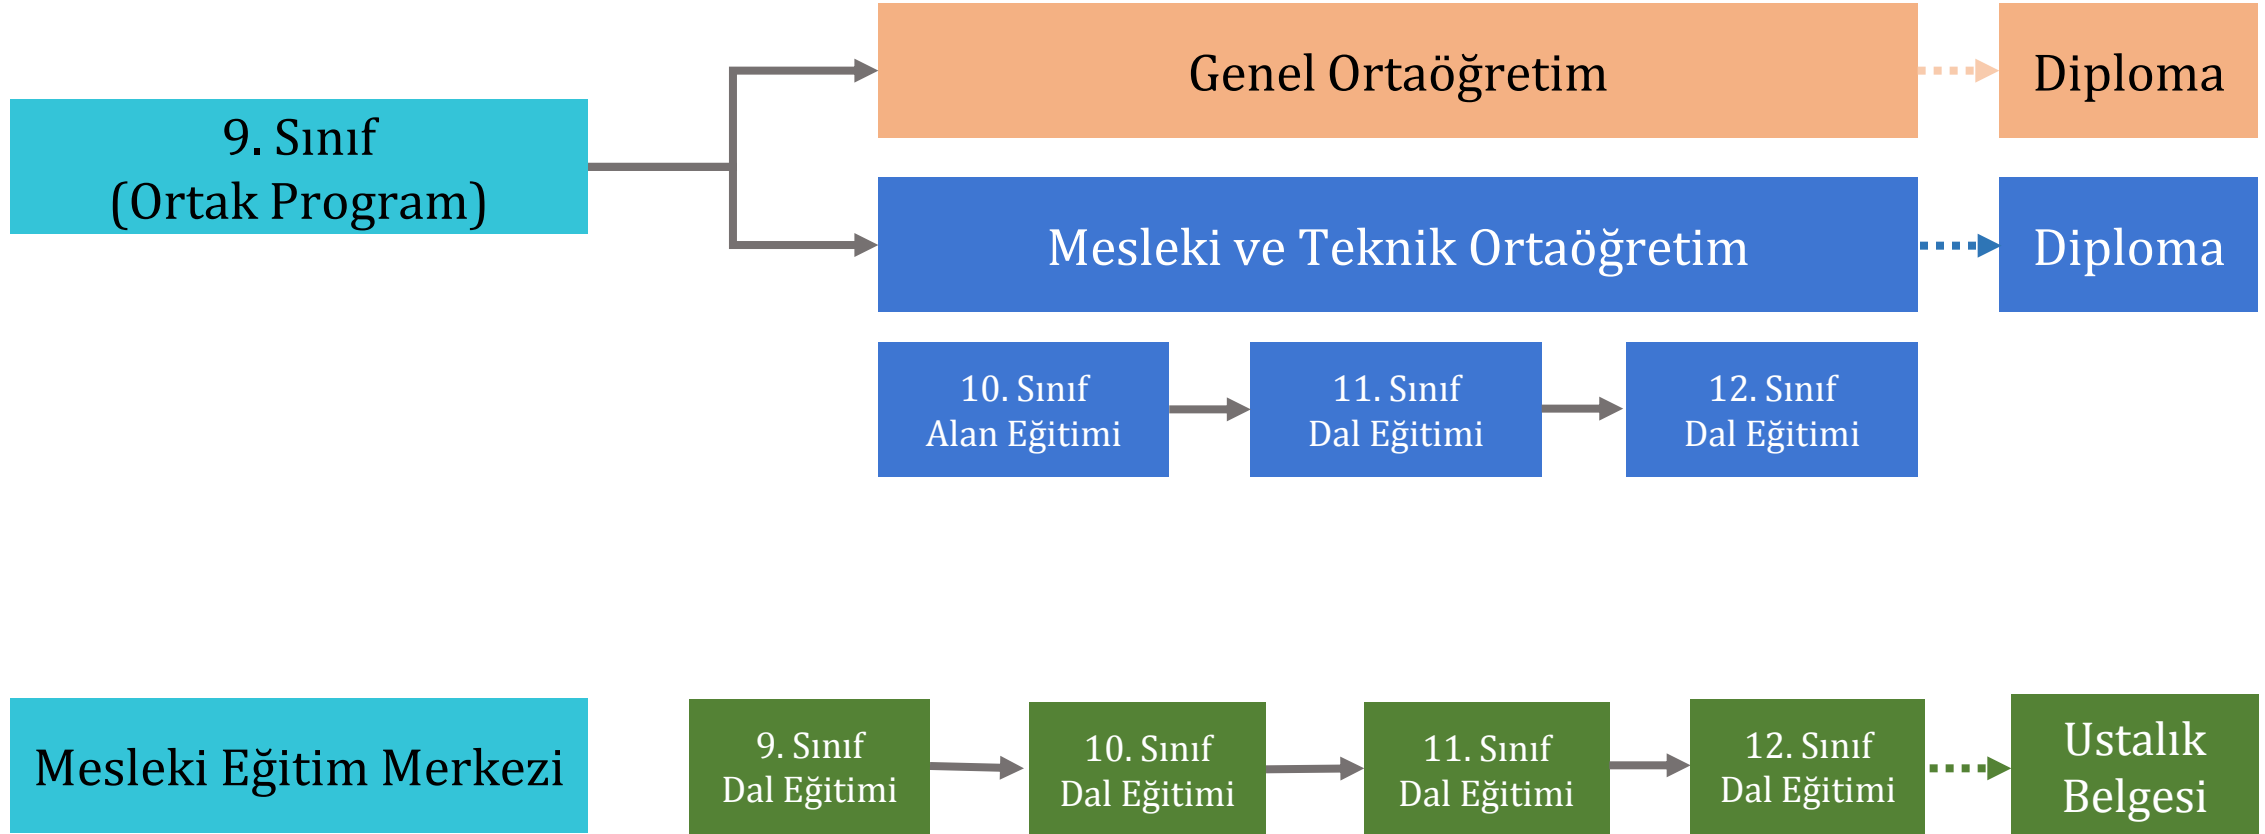 9. Sınıf
(Ortak Program)
Genel Ortaöğretim
Diploma
Mesleki ve Teknik Ortaöğretim
Diploma
10. Sınıf
Alan Eğitimi
11. Sınıf
Dal Eğitimi
12. Sınıf
Dal Eğitimi
Mesleki Eğitim Merkezi
9. Sınıf
Dal Eğitimi
10. Sınıf
Dal Eğitimi
11. Sınıf
Dal Eğitimi
12. Sınıf
Dal Eğitimi
Ustalık
Belgesi